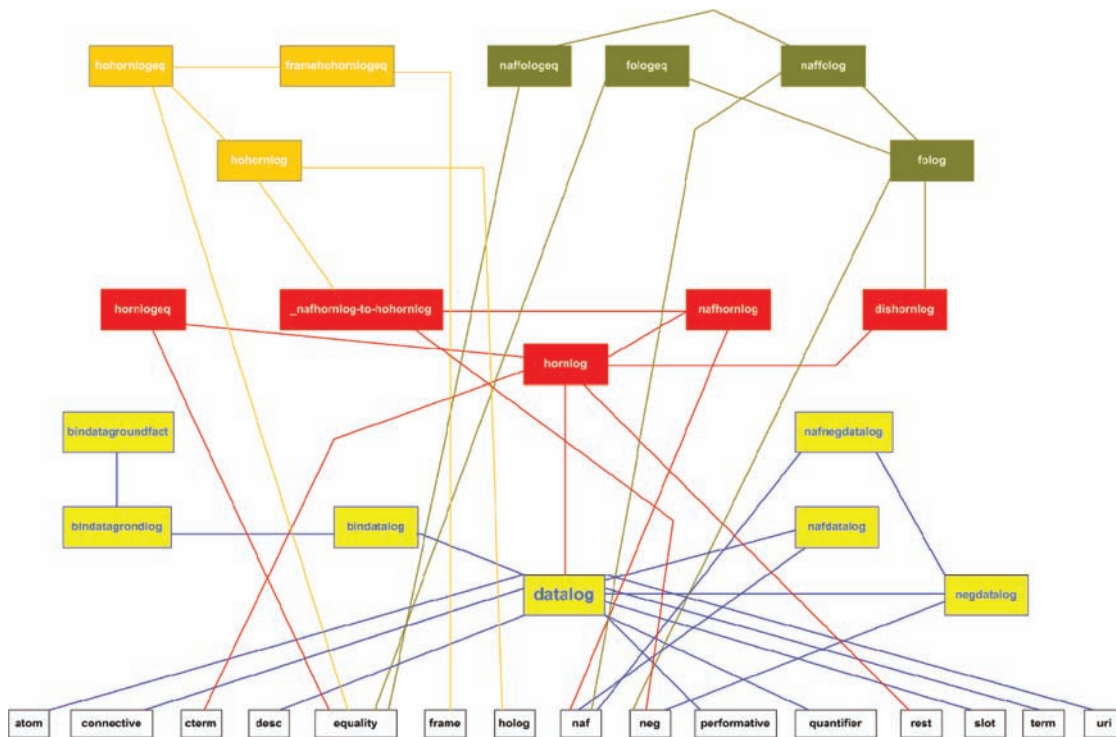 hohornlogeq
framehohornlogeq
naffologeq
fologeq
naffolog
hohornlog
folog
hornlogeq
_nafhornlog-to-hohornlog
nafhornlog
dishornlog
hornlog
bindatagroundfact
nafnegdatalog
bindatagrondlog
bindatalog
nafdatalog
datalog
negdatalog
atom
connective
cterm
desc
equality
frame
holog
naf
neg
performative
quantifier
rest
slot
term
uri